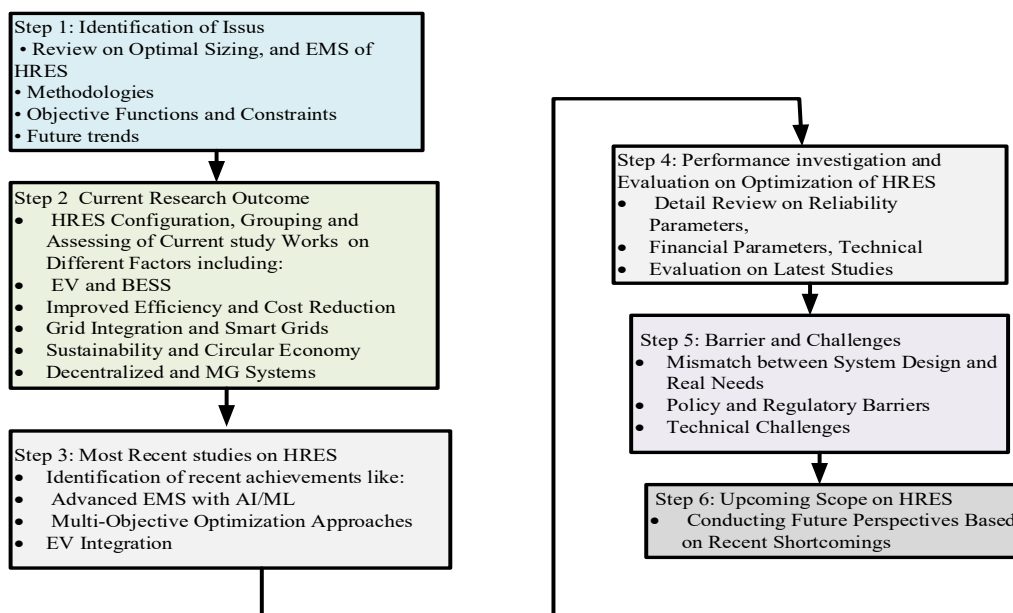 Step 1: Identification of Issus
• Review on Optimal Sizing, and EMS of
HRES
• Methodologies
• Objective Functions and Constraints
• Future trends
Step 2 Current Research Outcome
• HRES Configuration, Grouping and
Assessing of Current study Works on
Different Factors including:
• EV and BESS
• Improved Efficiency and Cost Reduction
• Grid Integration and Smart Grids
• Sustainability and Circular Economy
• Decentralized and MG Systems
Step 3: Most Recent studies on HRES
• Identification of recent achievements like:
• Advanced EMS with AI/ML
• Multi-Objective Optimization Approaches
• EV Integration
Step 4: Performance investigation and
Evaluation on Optimization of HRES
• Detail Review on Reliability
Parameters,
• Financial Parameters, Technical
• Evaluation on Latest Studies
Step 5: Barrier and Challenges
• Mismatch between System Design and
Real Needs
• Policy and Regulatory Barriers
• Technical Challenges
Step 6: Upcoming Scope on HRES
• Conducting Future Perspectives Based
on Recent Shortcomings